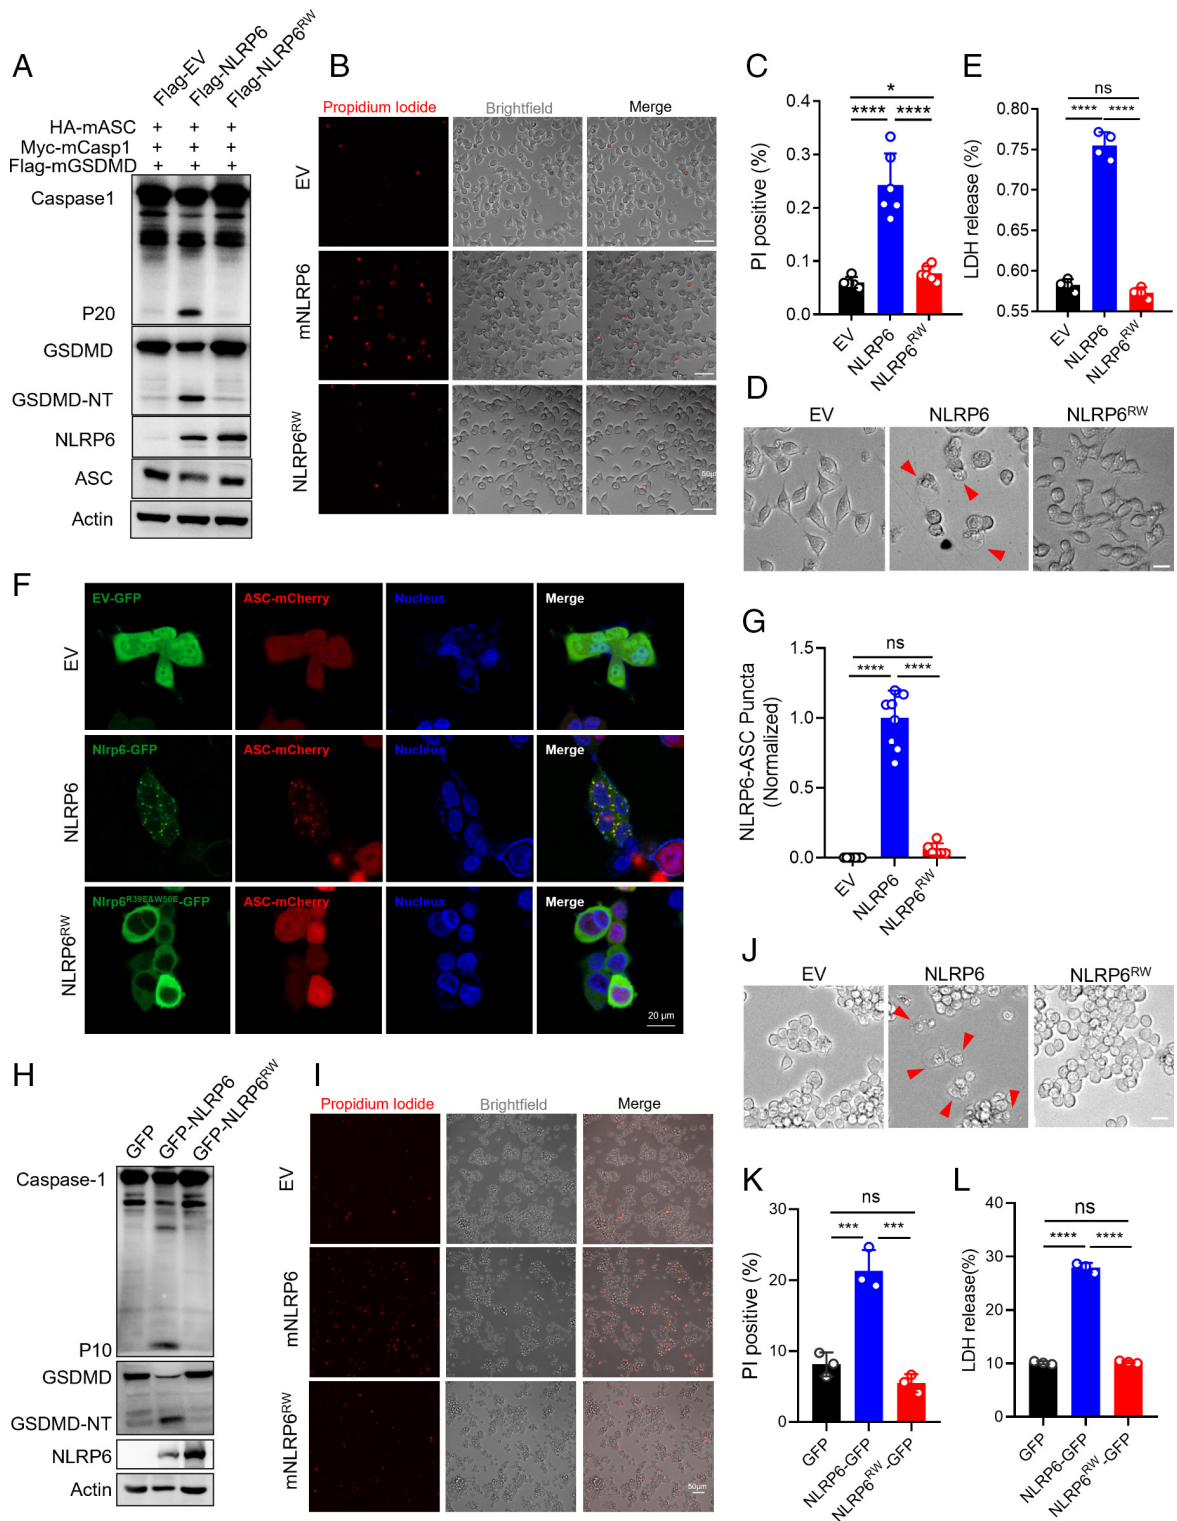 A
Flag-EV
Flag-NLRP6
Flag-NLRP6RW
HA-mASC + + +
Myc-mCasp1 + + +
Flag-mGSDMD + + +
Caspase1
P20
GSDMD
GSDMD-NT
NLRP6
ASC
Actin
B
Propidium Iodide Brightfield Merge
EV
mNLRP6
NLRP6RW
50μm
C
* 
**** ****
PI positive (%)
0.4
0.3
0.2
0.1
0.0
EV
NLRP6
NLRP6RW
E
ns
**** ****
LDH release (%)
0.80
0.75
0.70
0.65
0.60
0.55
EV
NLRP6
NLRP6RW
D
EV NLRP6 NLRP6RW
F
EV
EV-GFP ASC-mCherry Nucleus Merge
NLRP6
Nlrp6-GFP ASC-mCherry Nucleus Merge
NLRP6RW
Nlrp6R39E&W50E-GFP ASC-mCherry Nucleus Merge
20 μm
G
ns
**** ****
NLRP6-ASC Puncta
(Normalized)
1.5
1.0
0.5
0.0
EV
NLRP6
NLRP6RW
J
EV NLRP6 NLRP6RW
H
GFP
GFP-NLRP6
GFP-NLRP6RW
Caspase-1
P10
GSDMD
GSDMD-NT
NLRP6
Actin
I
Propidium Iodide Brightfield Merge
EV
mNLRP6
mNLRP6RW
50μm
K
ns
*** ***
PI positive (%)
30
20
10
0
GFP
NLRP6-GFP
NLRP6RW-GFP
L
ns
**** ****
LDH release(%)
40
30
20
10
0
GFP
NLRP6-GFP
NLRP6RW-GFP